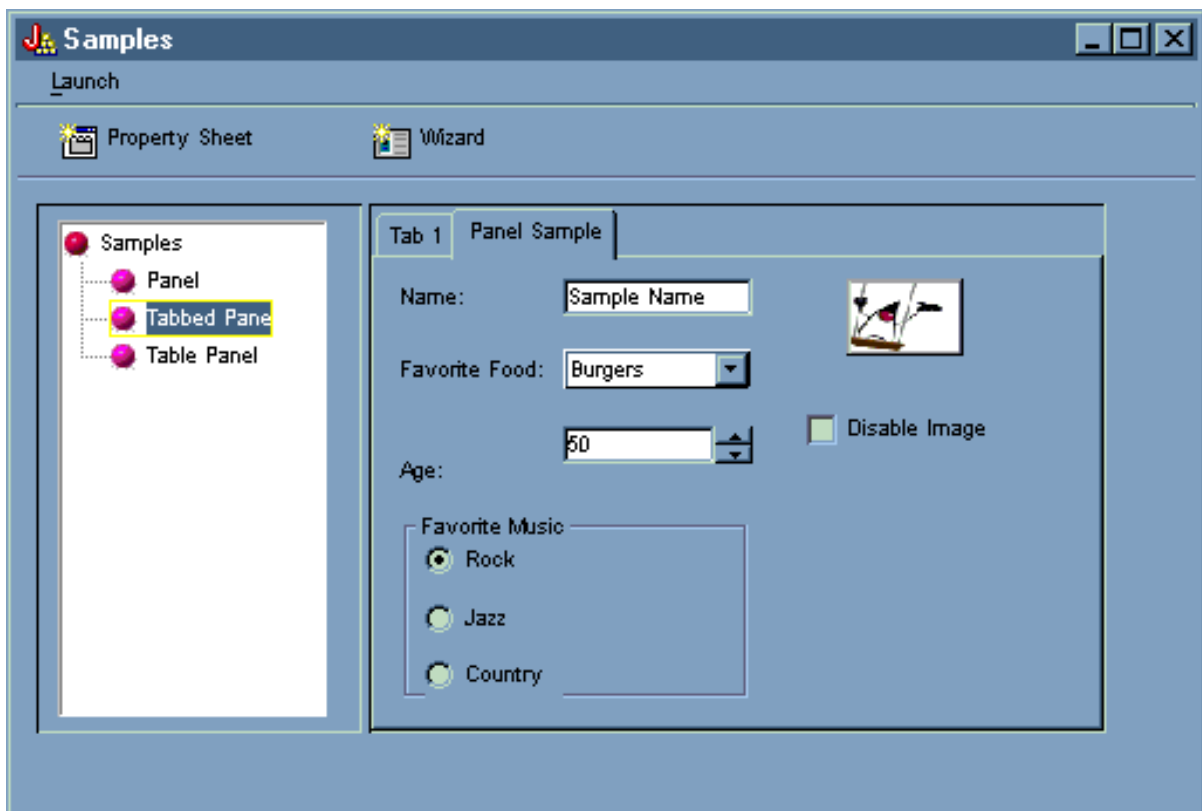 Samples
Launch
Property Sheet
Wizard
Samples
Panel
Tabbed Pane
Table Panel
Tab 1
Panel Sample
Name:
Sample Name
Favorite Food:
Burgers
Age:
50
Disable Image
Favorite Music
Rock
Jazz
Country